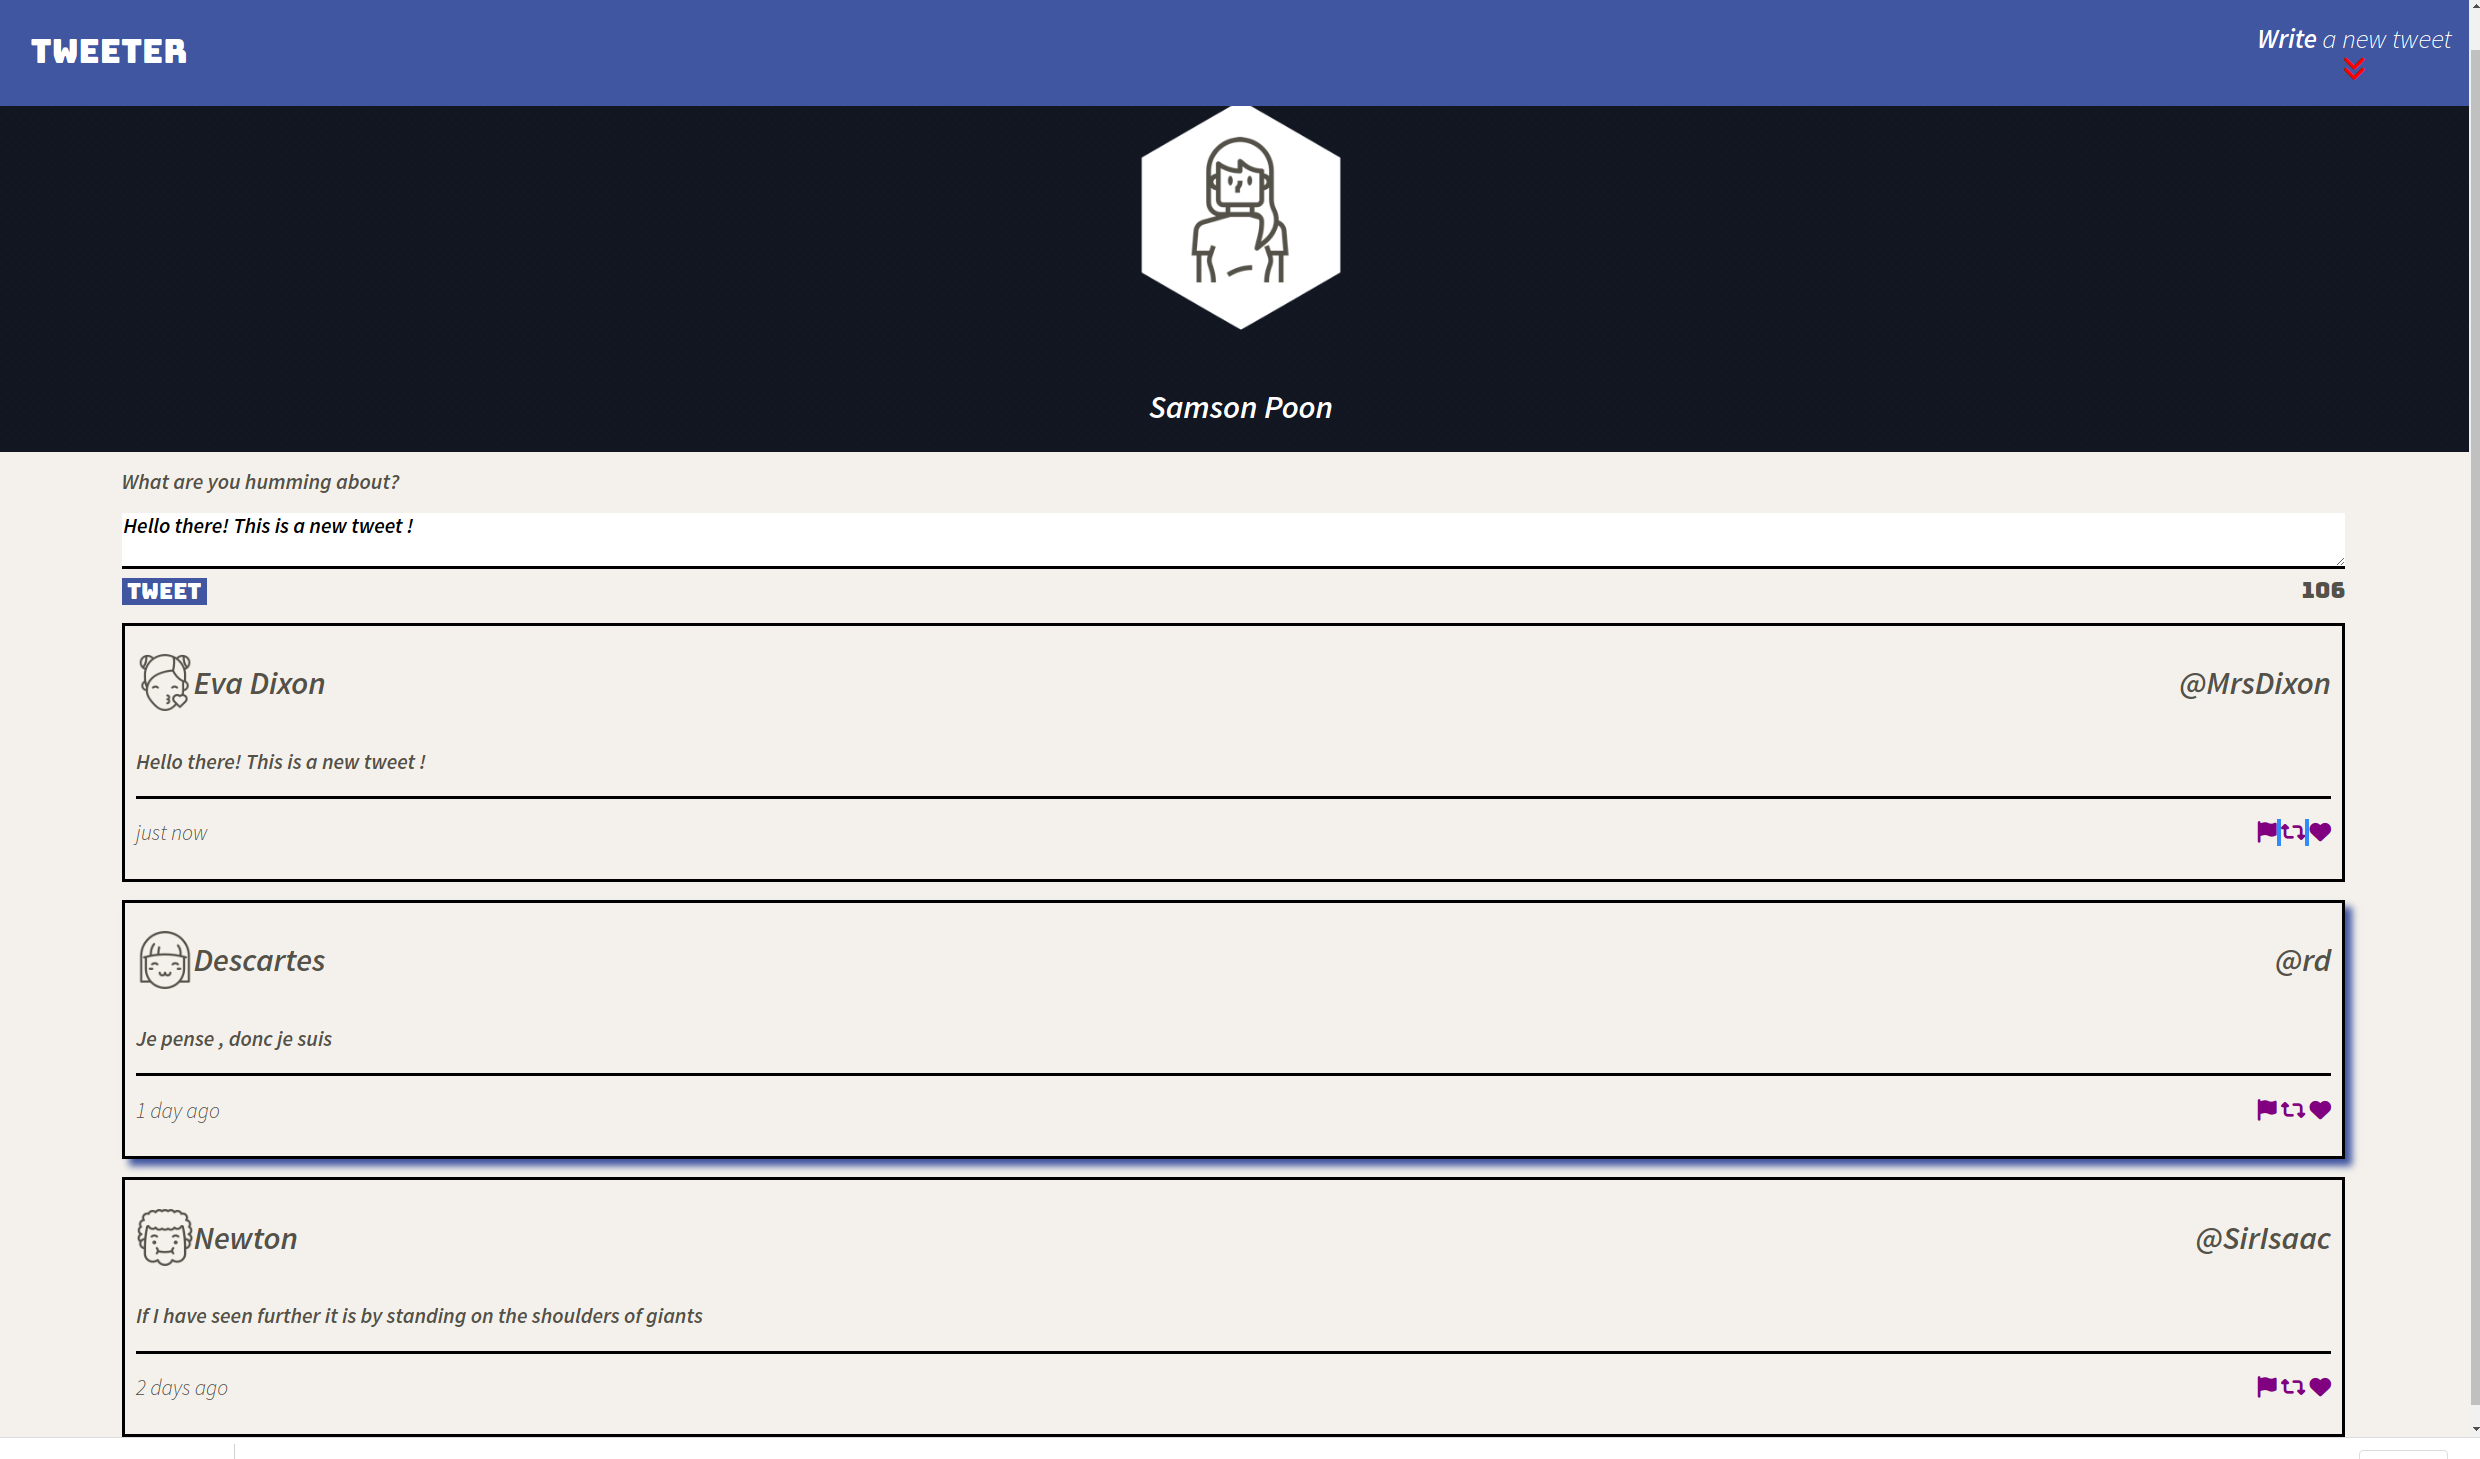 TWEETER
Write a new tweet
Samson Poon
What are you humming about?
Hello there! This is a new tweet !
TWEET
106
Eva Dixon
@MrsDixon
Hello there! This is a new tweet !
just now
Descartes
@rd
Je pense , donc je suis
1 day ago
Newton
@SirIsaac
If I have seen further it is by standing on the shoulders of giants
2 days ago